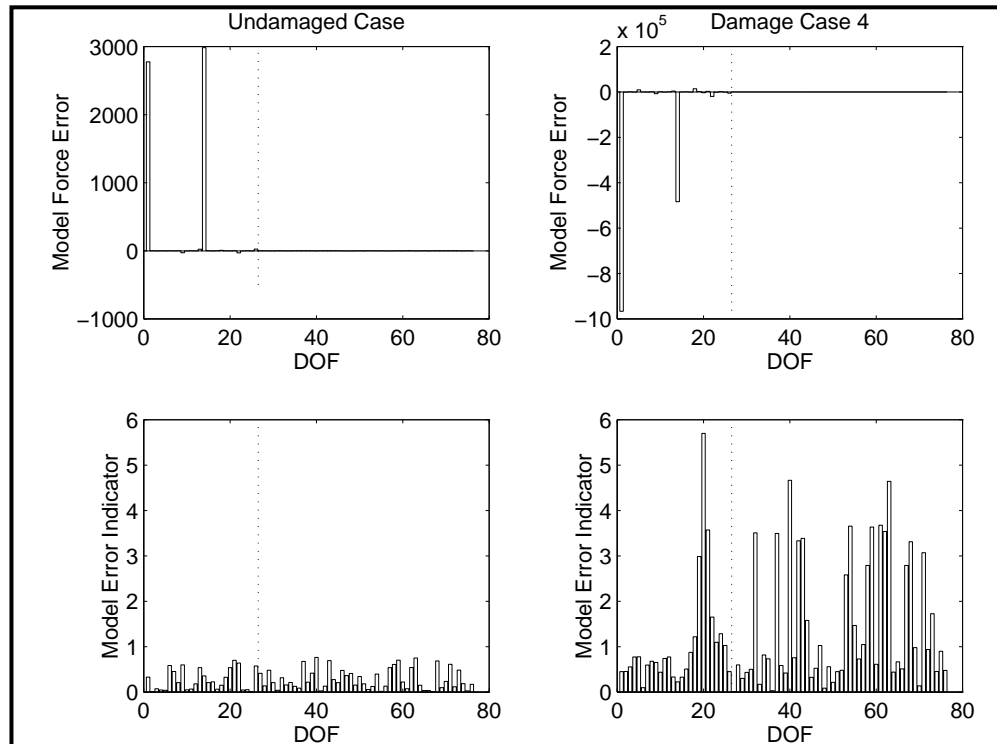 Undamaged Case
Model Force Error
3000
2000
1000
0
−1000
0 20 40 60 80
DOF
Damage Case 4
x 10^5
Model Force Error
2
0
−2
−4
−6
−8
−10
0 20 40 60 80
DOF
Model Error Indicator
6
5
4
3
2
1
0
0 20 40 60 80
DOF
Model Error Indicator
6
5
4
3
2
1
0
0 20 40 60 80
DOF